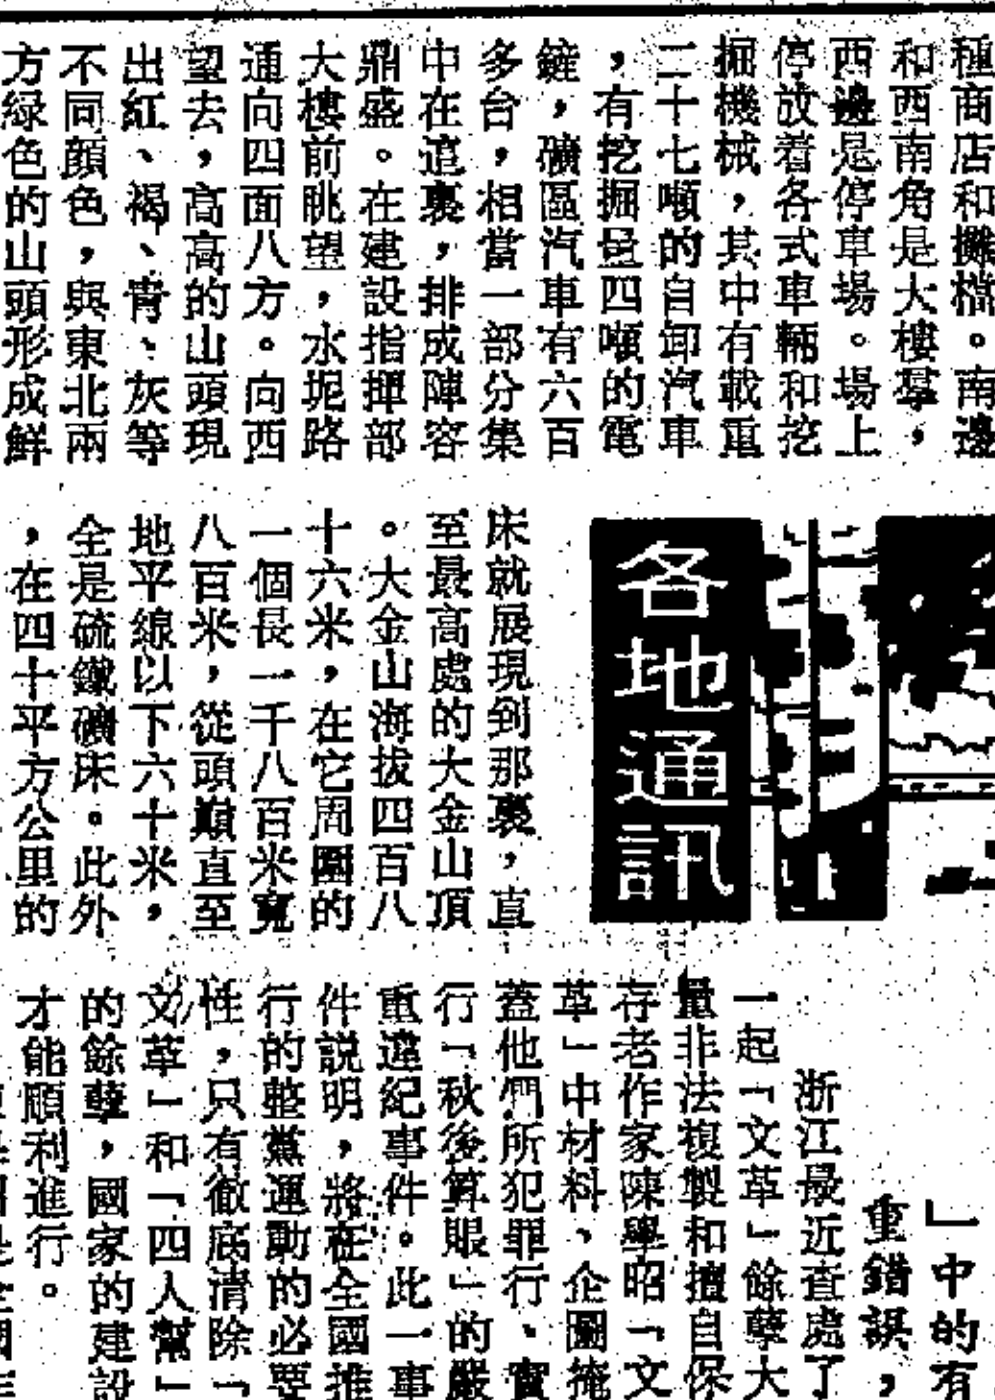 種商店和攤檔。南邊
和西南角是大樓羣，
西邊是停車場。場上
停放着各式車輛和挖
掘機械，其中有載重
二十七噸的自卸汽車
，有挖掘量四噸的電
鏟，礦區汽車有六百
多台，相當一部分集
中在這裏，排成陣容
鼎盛。在建設指揮部
大樓前眺望，水坭路
通向四面八方。向西
望去，高高的山頭現
出紅、褐、青、灰等
不同顏色，與東北兩
方緑色的山頭形成鮮
各地通訊
床就展現到那裏，直
至最高處的大金山頂
。大金山海拔四百八
十六米，在它周圍的
一個長一千八百米寬
八百米，從頭巔直至
地平線以下六十米，
全是硫鐵礦床。此外
，在四十平方公里的
」中的有
重錯誤，
浙江最近查處了
一起「文革」餘孽大
量非法複製和擅自保
存老作家陳學昭「文
革」中材料、企圖掩
蓋他們所犯罪行、實
行「秋後算賬」的嚴
重違紀事件。此一事
件説明，將在全國推
行的整黨運動的必要
性，只有徹底清除「
文革」和「四人幫」
的餘孽，國家的建設
才能順利進行。